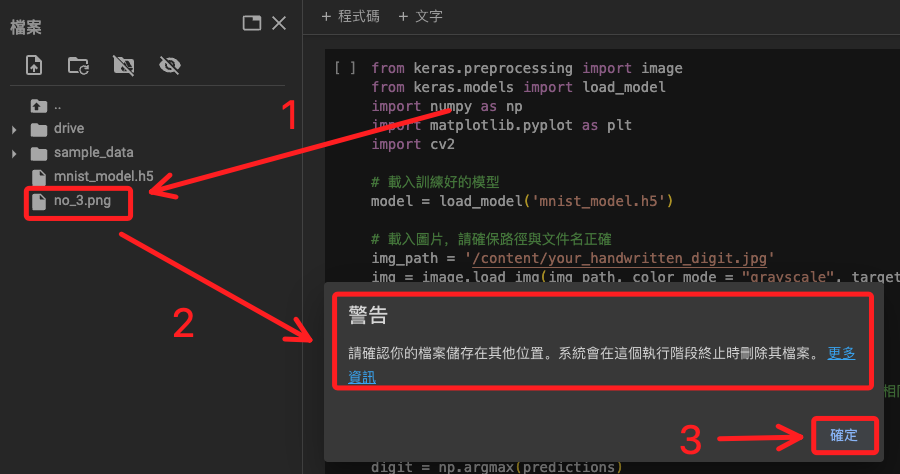 檔案
..
drive
sample_data
mnist_model.h5
no_3.png
1
2
+ 程式碼 + 文字
[ ] from keras.preprocessing import image
from keras.models import load_model
import numpy as np
import matplotlib.pyplot as plt
import cv2
# 載入訓練好的模型
model = load_model('mnist_model.h5')
# 載入圖片，請確保路徑與文件名正確
img_path = '/content/your_handwritten_digit.jpg'
img = image.load_img(img_path, color_mode = "grayscale", target
警告
請確認你的檔案儲存在其他位置。系統會在這個執行階段終止時刪除其檔案。 更多
資訊
相
3
確定
digit = np.argmax(predictions)